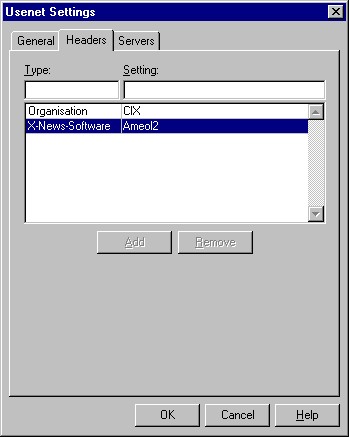 Usenet Settings
General Headers Servers
Type: Setting:
Organisation CIX
X-News-Software Ameol2
Add Remove
OK Cancel Help